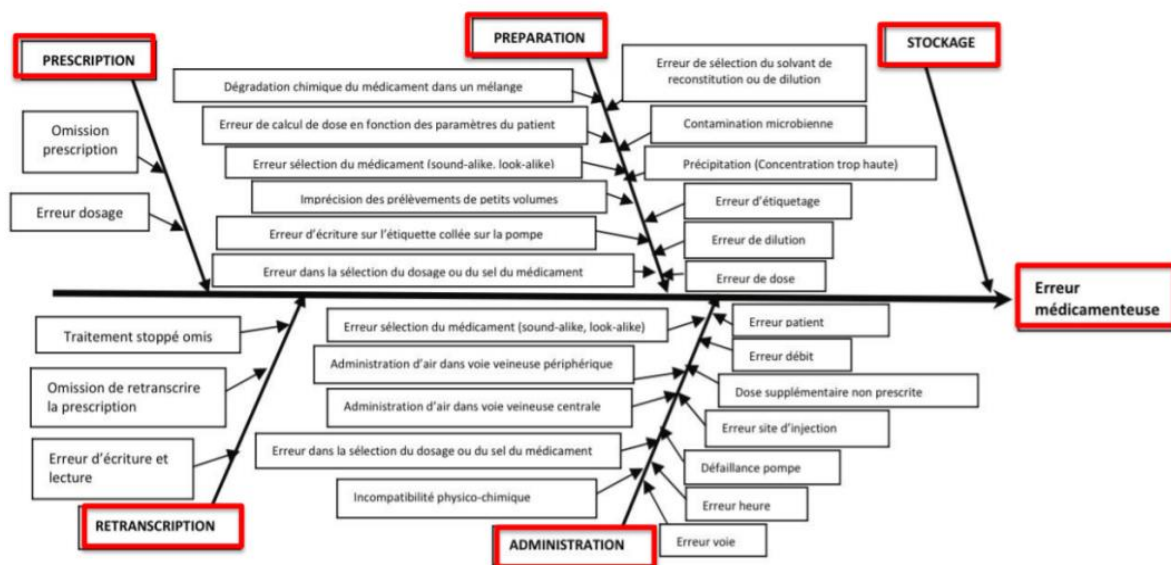 PRESCRIPTION
PREPARATION
STOCKAGE
Omission
prescription
Erreur dosage
Dégradation chimique du médicament dans un mélange
Erreur de calcul de dose en fonction des paramètres du patient
Erreur sélection du médicament (sound-alike, look-alike)
Imprécision des prélèvements de petits volumes
Erreur d'écriture sur l'étiquette collée sur la pompe
Erreur dans la sélection du dosage ou du sel du médicament
Erreur de sélection du solvant de
reconstitution ou de dilution
Contamination microbienne
Précipitation (Concentration trop haute)
Erreur d'étiquetage
Erreur de dilution
Erreur de dose
Erreur
médicamenteuse
Traitement stoppé omis
Omission de retranscrire
la prescription
Erreur d'écriture et
lecture
RETRANSCRIPTION
Erreur sélection du médicament (sound-alike, look-alike)
Administration d'air dans voie veineuse périphérique
Administration d'air dans voie veineuse centrale
Erreur dans la sélection du dosage ou du sel du médicament
Incompatibilité physico-chimique
Erreur patient
Erreur débit
Dose supplémentaire non prescrite
Erreur site d'injection
Défaillance pompe
Erreur heure
Erreur voie
ADMINISTRATION